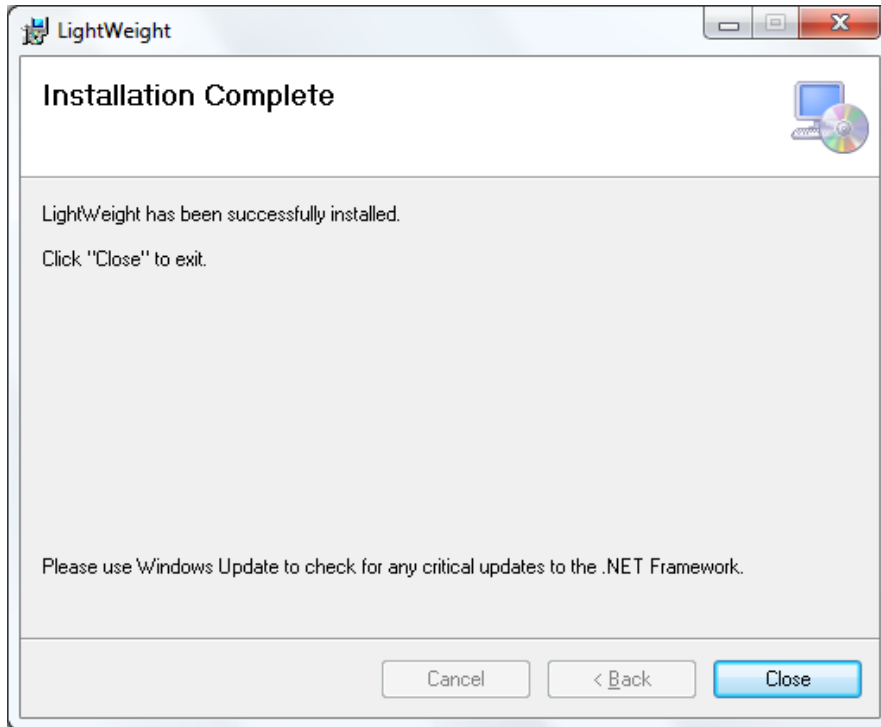 LightWeight
Installation Complete
LightWeight has been successfully installed.
Click "Close" to exit.
Please use Windows Update to check for any critical updates to the .NET Framework.
Cancel
< Back
Close